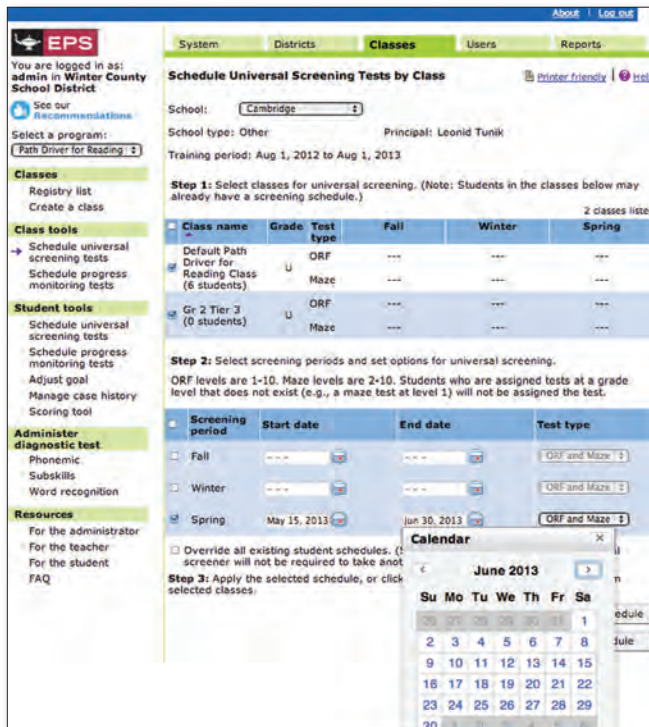 About | Log out
EPS
You are logged in as:
admin in Winter County
School District
See our
Recommendations
Select a program:
Path Driver for Reading
Classes
Registry list
Create a class
Class tools
Schedule universal
screening tests
Schedule progress
monitoring tests
Student tools
Schedule universal
screening tests
Schedule progress
monitoring tests
Adjust goal
Manage case history
Scoring tool
Administer
diagnostic test
Phonemic
Subskills
Word recognition
Resources
For the administrator
For the teacher
For the student
FAQ
System Districts Classes Users Reports
Schedule Universal Screening Tests by Class
Printer friendly | Hel
School: Cambridge
School type: Other Principal: Leonid Tunik
Training period: Aug 1, 2012 to Aug 1, 2013
Step 1: Select classes for universal screening. (Note: Students in the classes below may
already have a screening schedule.)
2 classes liste
Class name Grade Test type Fall Winter Spring
Default Path
Driver for
Reading Class
(6 students)
U
ORF --- --- ---
Maze --- --- ---
Gr 2 Tier 3
(0 students)
U
ORF --- --- ---
Maze --- --- ---
Step 2: Select screening periods and set options for universal screening.
ORF levels are 1-10. Maze levels are 2-10. Students who are assigned tests at a grade
level that does not exist (e.g., a maze test at level 1) will not be assigned the test.
Screening period Start date End date Test type
Fall --- --- ORF and Maze
Winter --- --- ORF and Maze
Spring May 15, 2013 Jun 30, 2013 ORF and Maze
Override all existing student schedules. (
screener will not be required to take anot
Step 3: Apply the selected schedule, or click
selected classes.
edule
dule
Calendar ×
‹ June 2013 ›
Su Mo Tu We Th Fr Sa
26 27 28 29 30 31 1
2 3 4 5 6 7 8
9 10 11 12 13 14 15
16 17 18 19 20 21 22
23 24 25 26 27 28 29
30